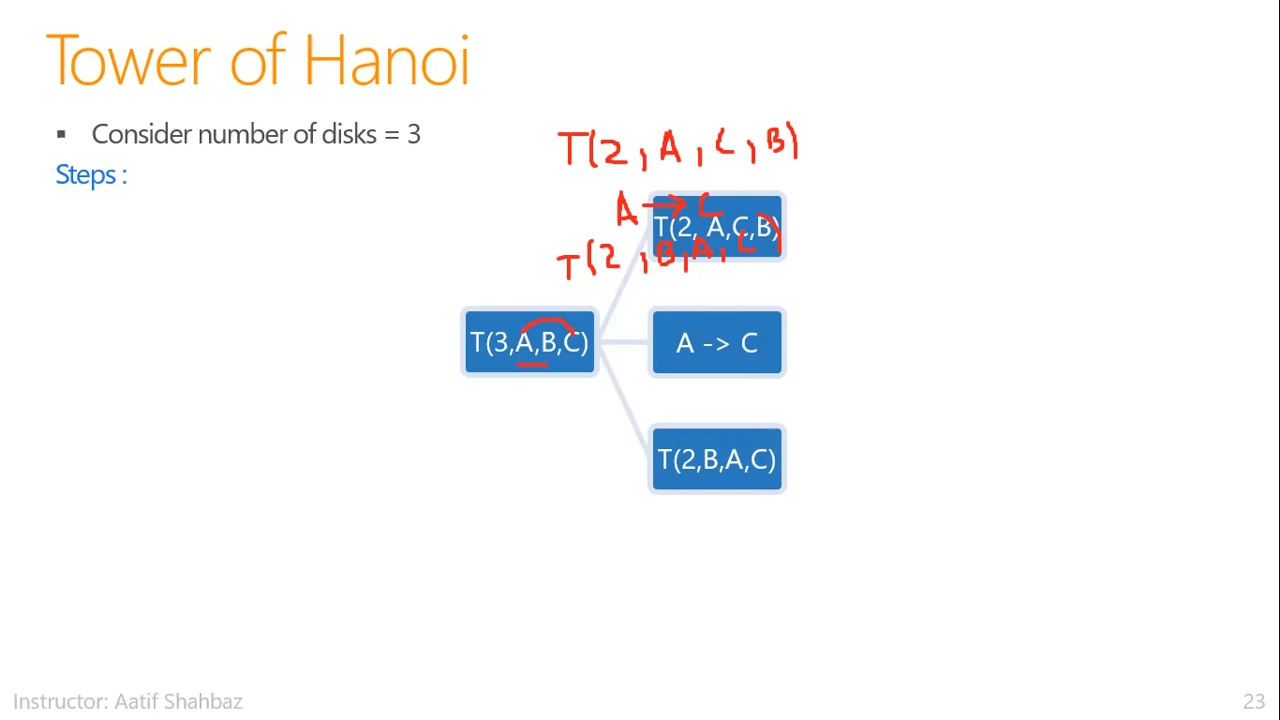 Tower of Hanoi
▪ Consider number of disks = 3
Steps :
T(2, A, C, B)
A → C
T(2, A,C,B)
T(2, B, A, C)
T(3,A,B,C)
A -> C
T(2,B,A,C)
Instructor: Aatif Shahbaz
23